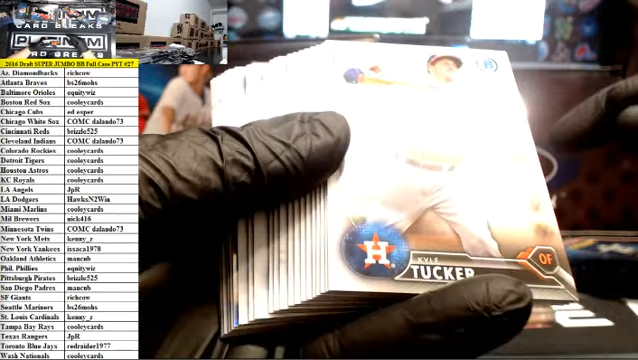 CARD BREAKS
PLATINUM
CARD BREAKS
2016 Draft SUPER JUMBO BB Full Case PYT #27
Az. Diamondbacks richcow
Atlanta Braves bs26mohs
Baltimore Orioles equitywiz
Boston Red Sox cooleycards
Chicago Cubs ed esper
Chicago White Sox COMC dalando73
Cincinnati Reds brizzle525
Cleveland Indians COMC dalando73
Colorado Rockies cooleycards
Detroit Tigers cooleycards
Houston Astros cooleycards
KC Royals cooleycards
LA Angels JpR
LA Dodgers HawksN2Win
Miami Marlins cooleycards
Mil Brewers nick416
Minnesota Twins COMC dalando73
New York Mets kenny_z
New York Yankees issaca1978
Oakland Athletics mancub
Phil. Phillies equitywiz
Pittsburgh Pirates brizzle525
San Diego Padres mancub
SF Giants richcow
Seattle Mariners bs26mohs
St. Louis Cardinals kenny_z
Tampa Bay Rays cooleycards
Texas Rangers JpR
Toronto Blue Jays redraider1977
Wash Nationals cooleycards
B
H
KYLE
TUCKER
OF